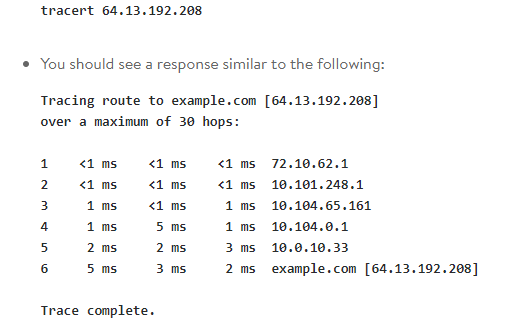 tracert 64.13.192.208
• You should see a response similar to the following:
Tracing route to example.com [64.13.192.208]
over a maximum of 30 hops:
1 <1 ms <1 ms <1 ms 72.10.62.1
2 <1 ms <1 ms <1 ms 10.101.248.1
3 1 ms <1 ms 1 ms 10.104.65.161
4 1 ms 5 ms 1 ms 10.104.0.1
5 2 ms 2 ms 3 ms 10.0.10.33
6 5 ms 3 ms 2 ms example.com [64.13.192.208]
Trace complete.